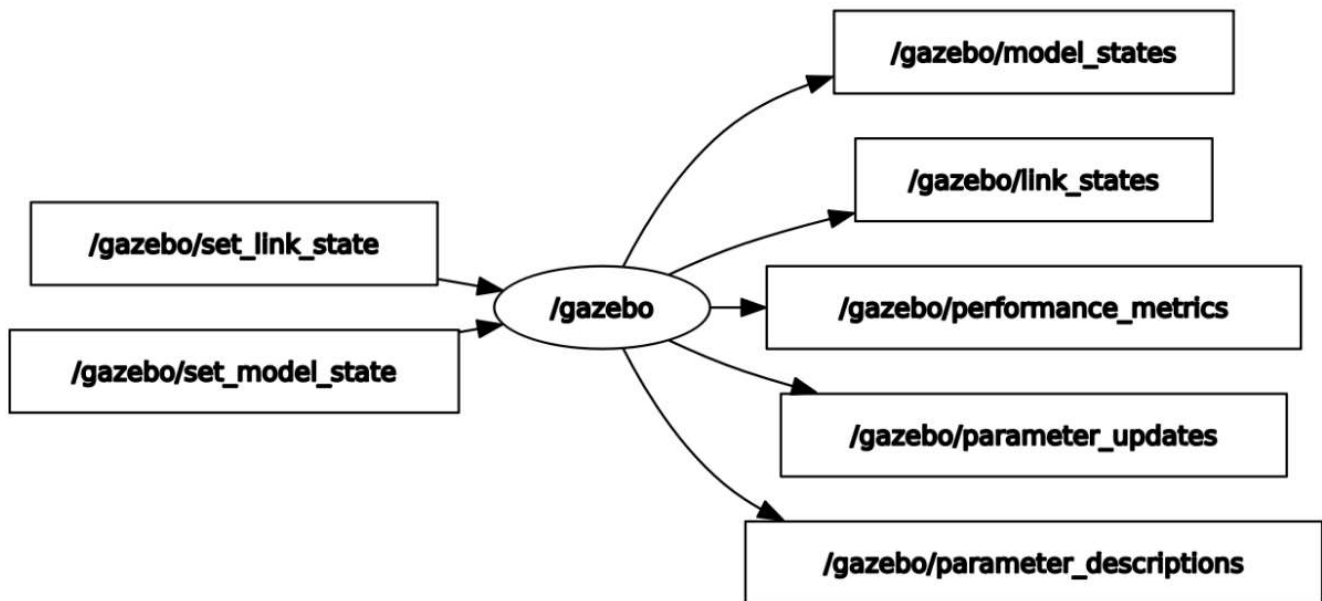 /gazebo/model_states
/gazebo/link_states
/gazebo/set_link_state
/gazebo
/gazebo/performance_metrics
/gazebo/set_model_state
/gazebo/parameter_updates
/gazebo/parameter_descriptions